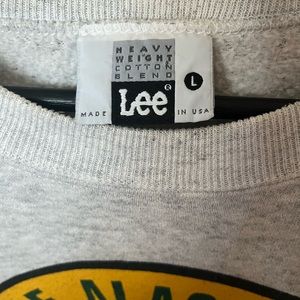 HEAVY
WEIGHT
COTTON
BLEND
L
Lee
®
MADE IN USA